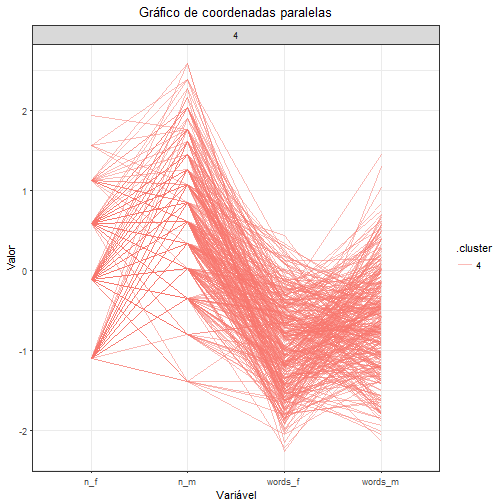 Gráfico de coordenadas paralelas
4
Valor
2
1
0
-1
-2
n_f n_m words_f words_m
Variável
.cluster
4